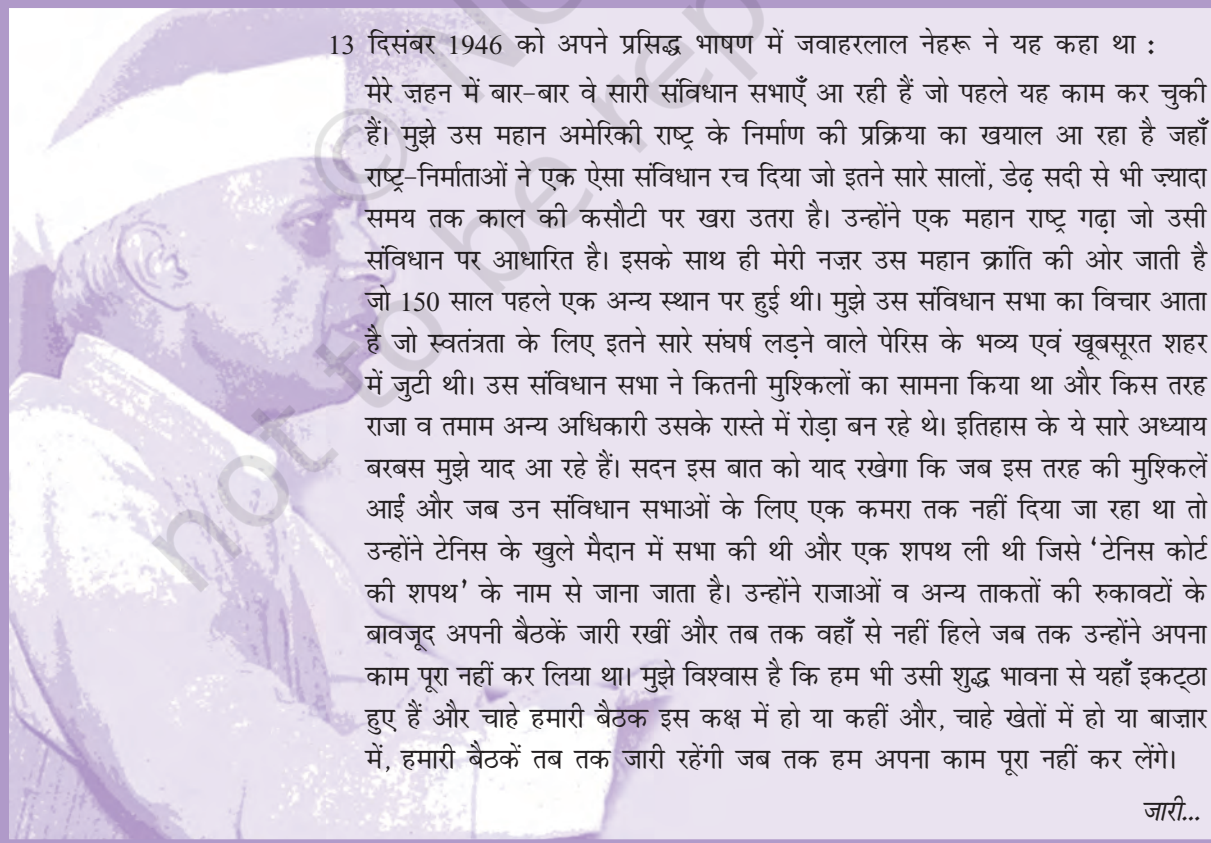 13 दिसंबर 1946 को अपने प्रसिद्ध भाषण में जवाहरलाल नेहरू ने यह कहा था :
मेरे ज़हन में बार-बार वे सारी संविधान सभाएँ आ रही हैं जो पहले यह काम कर चुकी
हैं। मुझे उस महान अमेरिकी राष्ट्र के निर्माण की प्रक्रिया का खयाल आ रहा है जहाँ
राष्ट्र-निर्माताओं ने एक ऐसा संविधान रच दिया जो इतने सारे सालों, डेढ़ सदी से भी ज़्यादा
समय तक काल की कसौटी पर खरा उतरा है। उन्होंने एक महान राष्ट्र गढ़ा जो उसी
संविधान पर आधारित है। इसके साथ ही मेरी नज़र उस महान क्रांति की ओर जाती है
जो 150 साल पहले एक अन्य स्थान पर हुई थी। मुझे उस संविधान सभा का विचार आता
है जो स्वतंत्रता के लिए इतने सारे संघर्ष लड़ने वाले पेरिस के भव्य एवं खूबसूरत शहर
में जुटी थी। उस संविधान सभा ने कितनी मुश्किलों का सामना किया था और किस तरह
राजा व तमाम अन्य अधिकारी उसके रास्ते में रोड़ा बन रहे थे। इतिहास के ये सारे अध्याय
बरबस मुझे याद आ रहे हैं। सदन इस बात को याद रखेगा कि जब इस तरह की मुश्किलें
आईं और जब उन संविधान सभाओं के लिए एक कमरा तक नहीं दिया जा रहा था तो
उन्होंने टेनिस के खुले मैदान में सभा की थी और एक शपथ ली थी जिसे ‘टेनिस कोर्ट
की शपथ’ के नाम से जाना जाता है। उन्होंने राजाओं व अन्य ताकतों की रुकावटों के
बावजूद अपनी बैठकें जारी रखीं और तब तक वहाँ से नहीं हिले जब तक उन्होंने अपना
काम पूरा नहीं कर लिया था। मुझे विश्वास है कि हम भी उसी शुद्ध भावना से यहाँ इकट्ठा
हुए हैं और चाहे हमारी बैठक इस कक्ष में हो या कहीं और, चाहे खेतों में हो या बाज़ार
में, हमारी बैठकें तब तक जारी रहेंगी जब तक हम अपना काम पूरा नहीं कर लेंगे।
जारी...
© N
not to be rep